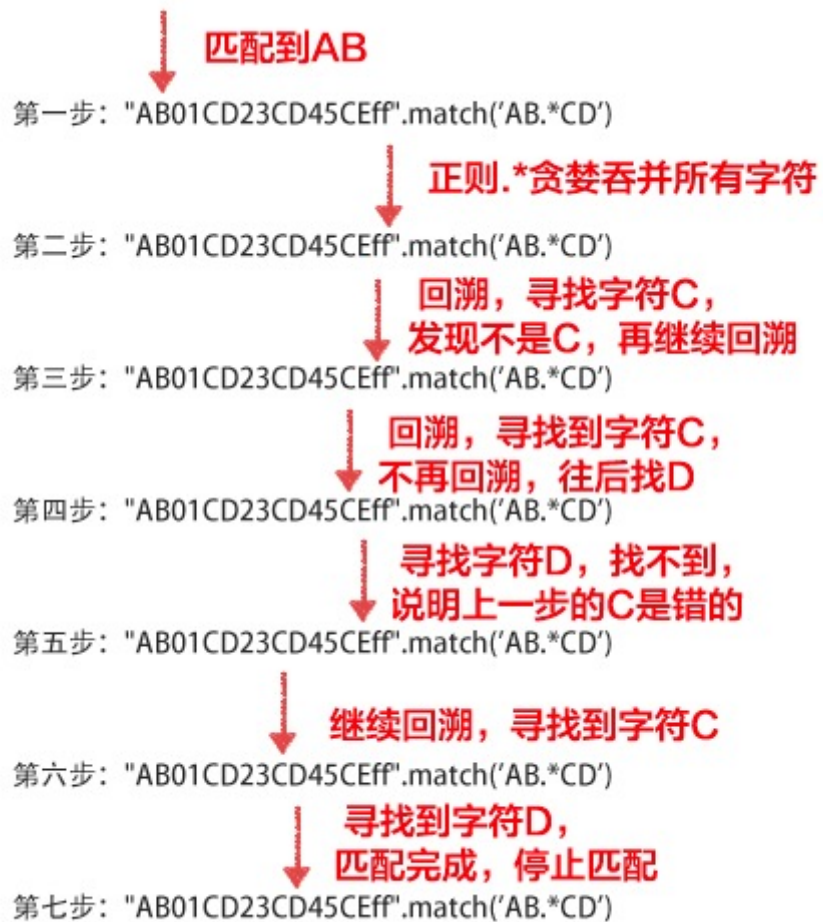 匹配到AB
第一步："AB01CD23CD45CEff".match('AB.*CD')
正则.*贪婪吞并所有字符
第二步："AB01CD23CD45CEff".match('AB.*CD')
回溯，寻找字符C，
发现不是C，再继续回溯
第三步："AB01CD23CD45CEff".match('AB.*CD')
回溯，寻找到字符C，
不再回溯，往后找D
第四步："AB01CD23CD45CEff".match('AB.*CD')
寻找字符D，找不到，
说明上一步的C是错的
第五步："AB01CD23CD45CEff".match('AB.*CD')
继续回溯，寻找到字符C
第六步："AB01CD23CD45CEff".match('AB.*CD')
寻找到字符D，
匹配完成，停止匹配
第七步："AB01CD23CD45CEff".match('AB.*CD')